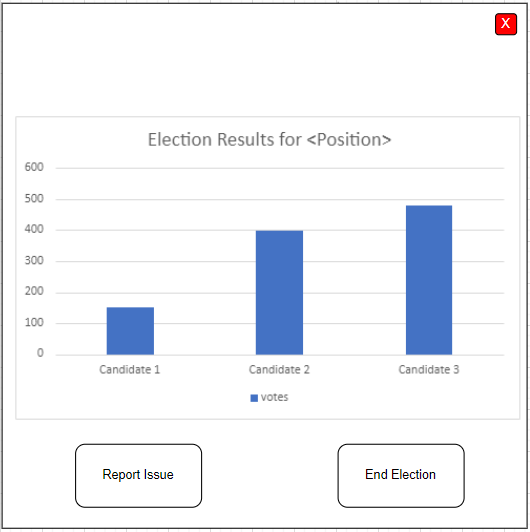 X
Election Results for <Position>
600
500
400
300
200
100
0
Candidate 1 Candidate 2 Candidate 3
votes
Report Issue End Election